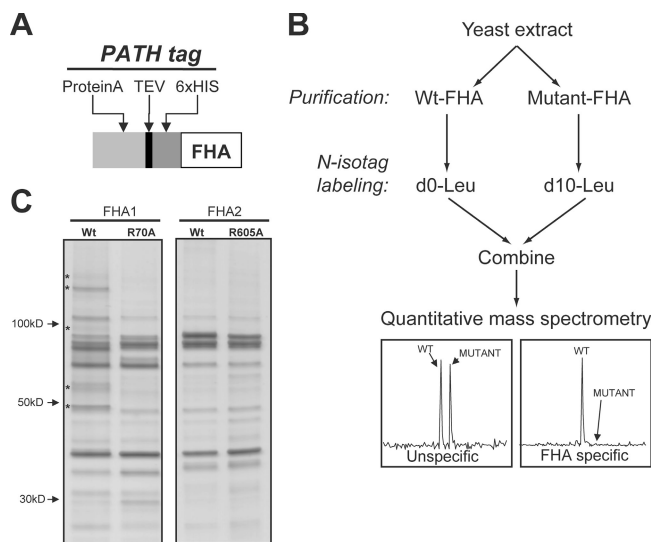 A
PATH tag
ProteinA TEV 6xHIS
FHA
B
Yeast extract
Purification: Wt-FHA Mutant-FHA
N-isotag
labeling: d0-Leu d10-Leu
Combine
Quantitative mass spectrometry
WT
MUTANT
Unspecific
WT
MUTANT
FHA specific
C
FHA1 FHA2
Wt R70A Wt R605A
*
*
*
100kD
*
50kD *
30kD